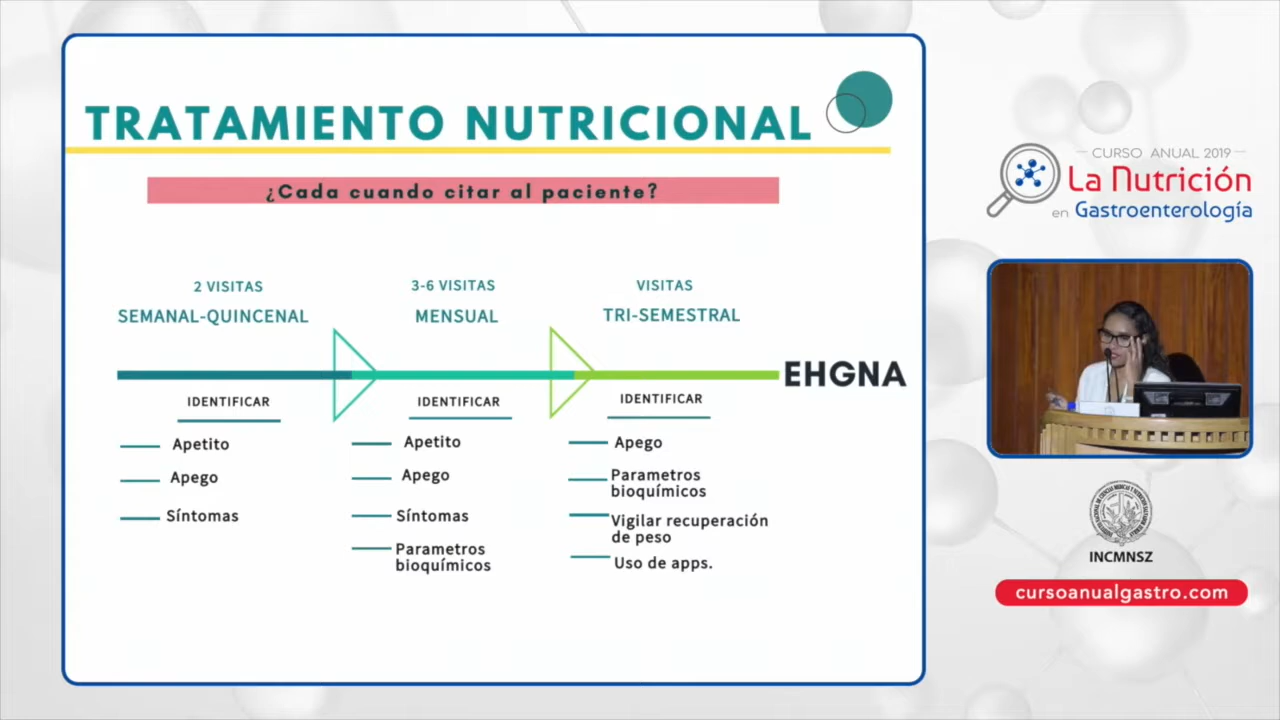 TRATAMIENTO NUTRICIONAL
¿Cada cuando citar al paciente?
2 VISITAS
SEMANAL-QUINCENAL
IDENTIFICAR
Apetito
Apego
Síntomas
3-6 VISITAS
MENSUAL
IDENTIFICAR
Apetito
Apego
Síntomas
Parametros
bioquímicos
VISITAS
TRI-SEMESTRAL
IDENTIFICAR
Apego
Parametros
bioquímicos
Vigilar recuperación
de peso
Uso de apps.
EHGNA
CURSO ANUAL 2019
La Nutrición
en Gastroenterología
INCMNSZ
cursoanualgastro.com